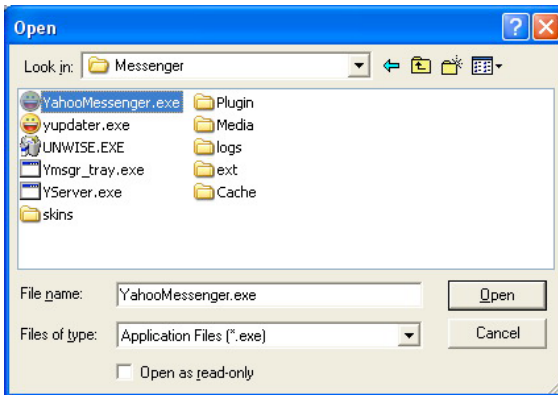 Open
Look in: Messenger
YahooMessenger.exe Plugin
yupdater.exe Media
UNWISE.EXE logs
Ymsgr_tray.exe ext
YServer.exe Cache
skins
File name: YahooMessenger.exe Open
Files of type: Application Files (*.exe) Cancel
Open as read-only